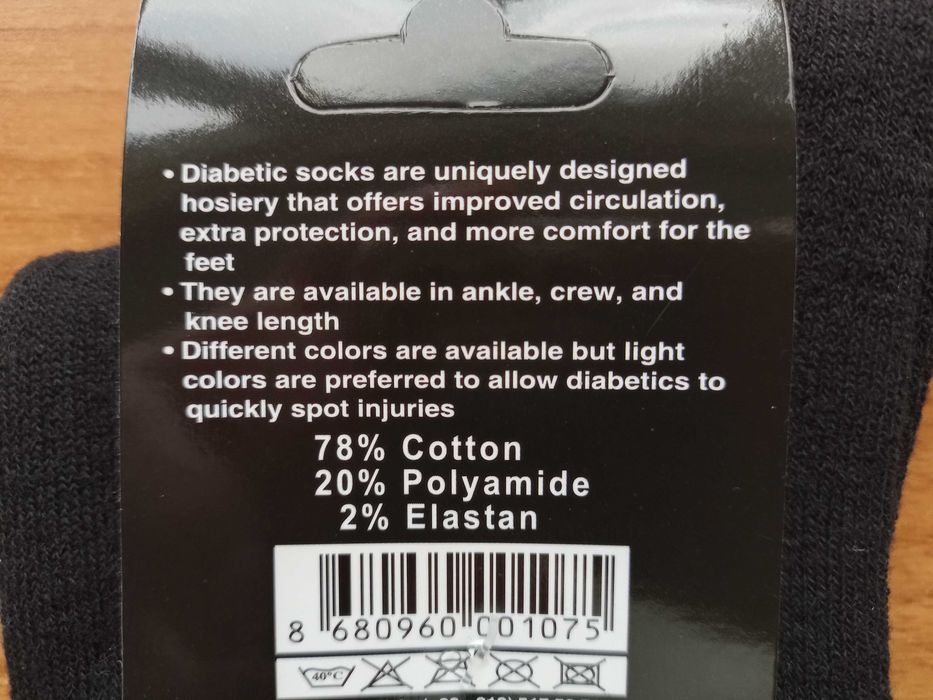 • Diabetic socks are uniquely designed
hosiery that offers improved circulation,
extra protection, and more comfort for the
feet
• They are available in ankle, crew, and
knee length
• Different colors are available but light
colors are preferred to allow diabetics to
quickly spot injuries
78% Cotton
20% Polyamide
2% Elastan
8 680960 001075
40°C